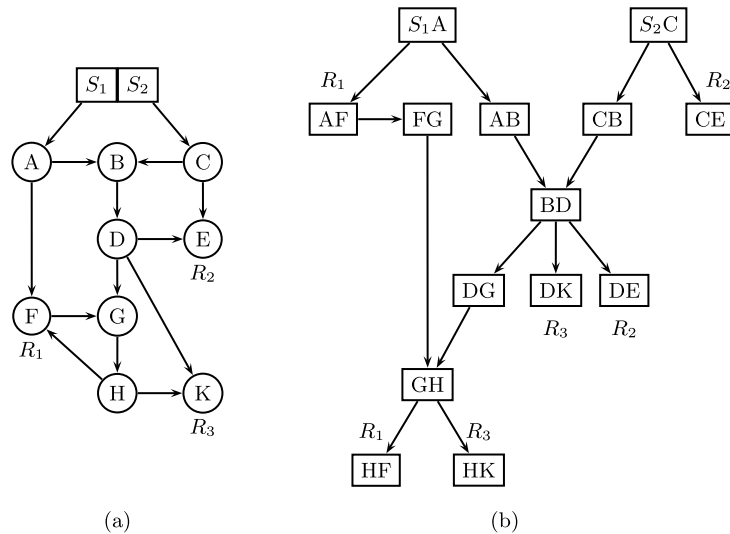 S₁A S₂C
R₁ R₂
S₁ S₂
AF FG AB CB CE
A B C
BD
D E
R₂
DG DK DE
F G
R₃ R₂
R₁
GH
H K
R₃ R₁ R₃
HF HK
(a) (b)